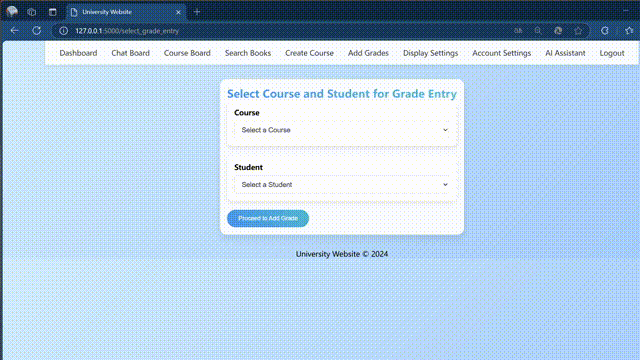 University Website
127.0.0.1:5000/select_grade_entry
Dashboard Chat Board Course Board Search Books Create Course Add Grades Display Settings Account Settings AI Assistant Logout
Select Course and Student for Grade Entry
Course
Select a Course
Student
Select a Student
Proceed to Add Grade
University Website © 2024